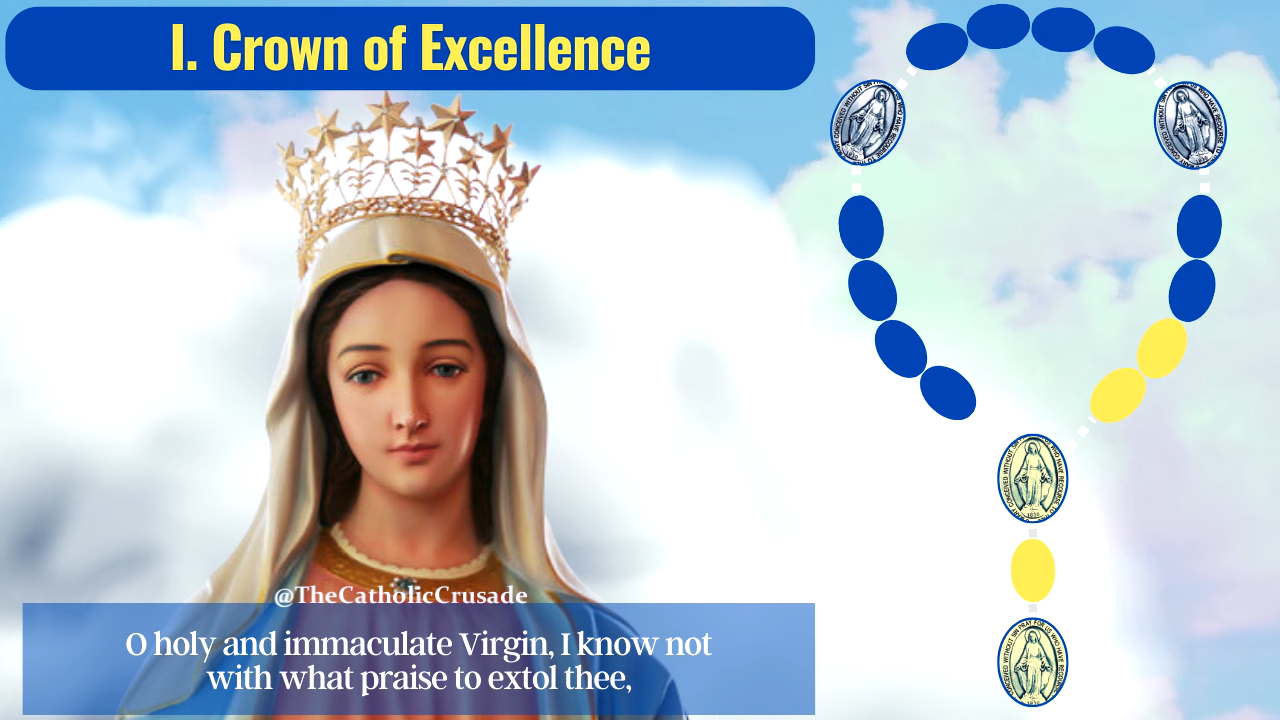 I. Crown of Excellence
@TheCatholicCrusade
O holy and immaculate Virgin, I know not
with what praise to extol thee,